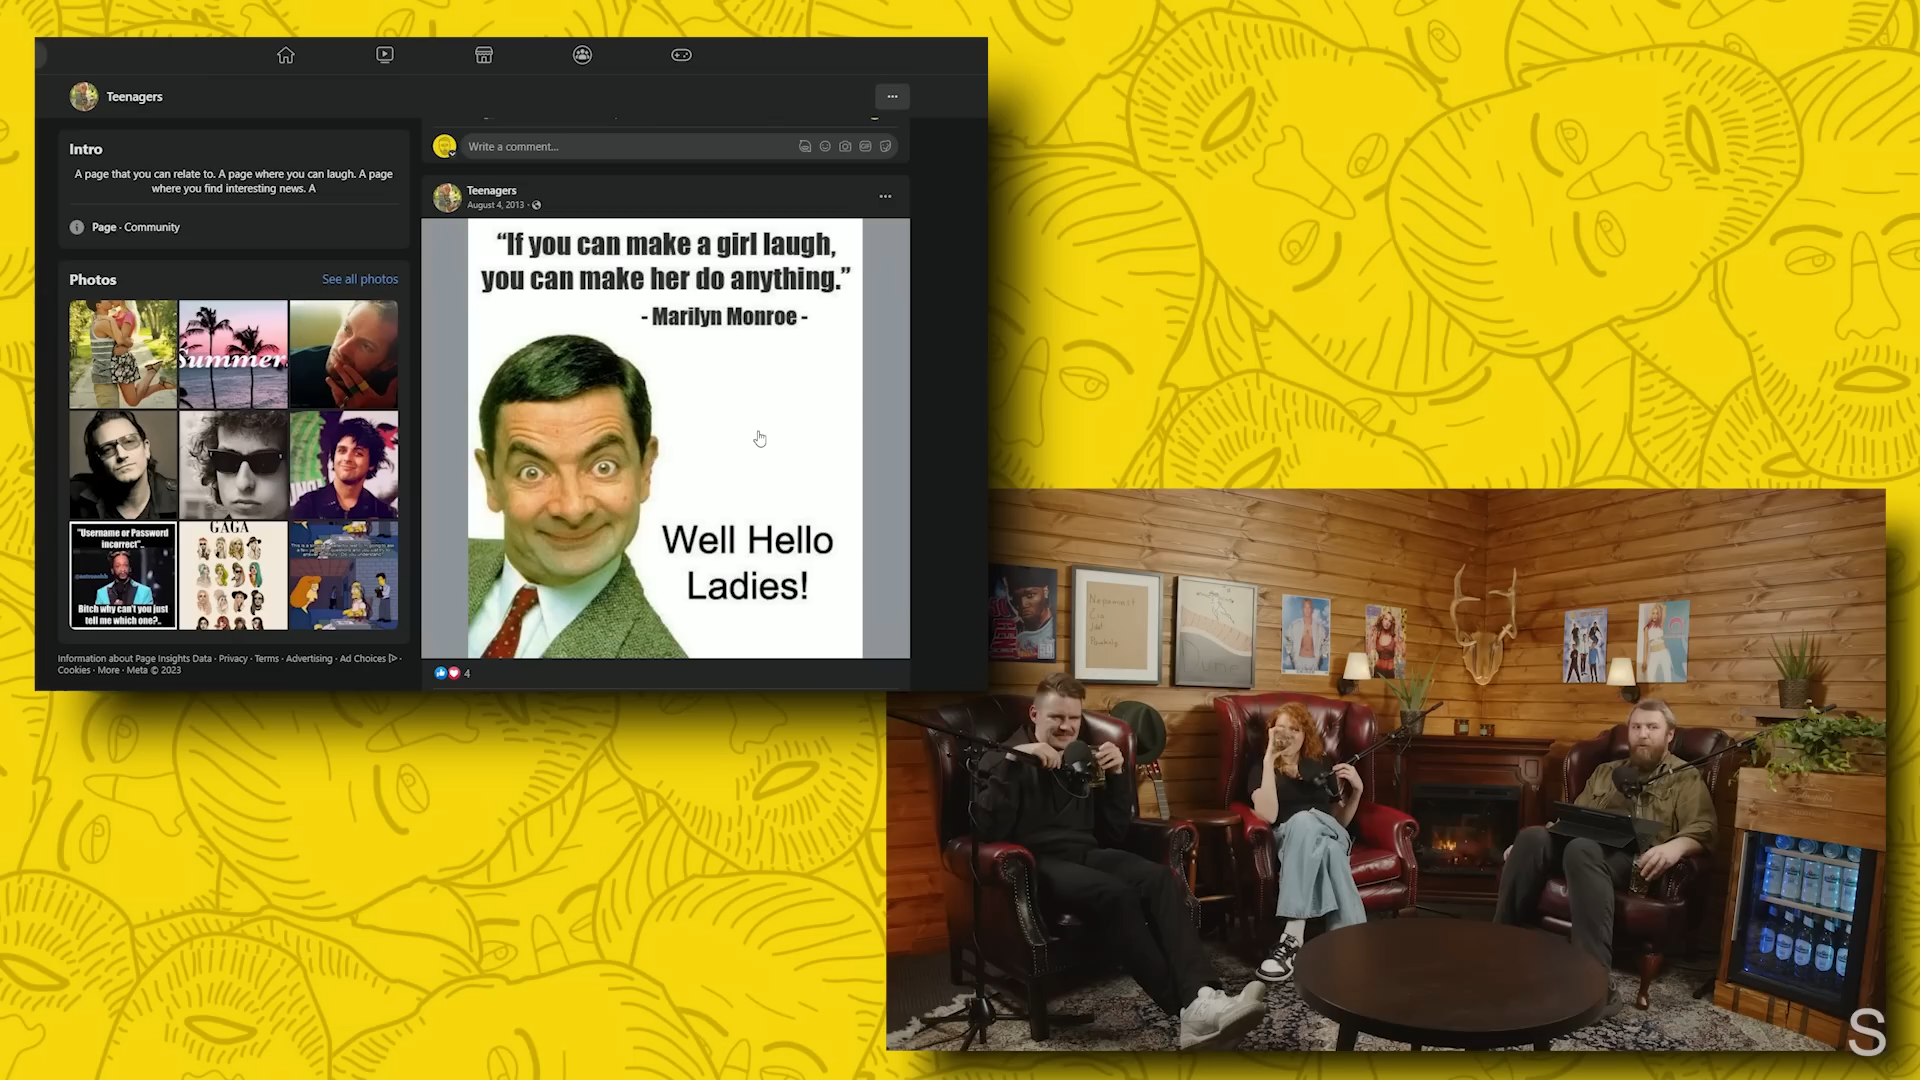 Teenagers
Intro
A page that you can relate to. A page where you can laugh. A page
where you find interesting news. A
Page · Community
Photos
See all photos
Summer
"Username or Password
incorrect"..
Bitch why can't you just
tell me which one?..
GAGA
Information about Page Insights Data · Privacy · Terms · Advertising · Ad Choices ·
Cookies · More · Meta © 2023
Write a comment...
Teenagers
August 4, 2013 ·
“If you can make a girl laugh,
you can make her do anything.”
- Marilyn Monroe -
Well Hello
Ladies!
4
Dune
S